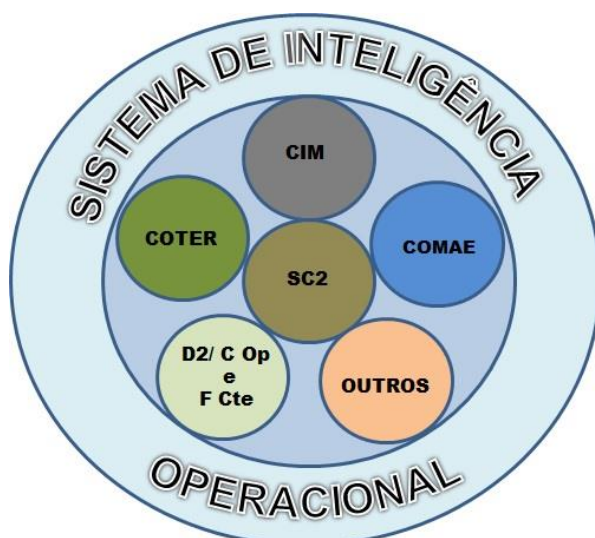 SISTEMA DE INTELIGÊNCIA
CIM
COTER
COMAE
SC2
D2/ C Op
e
F Cte
OUTROS
OPERACIONAL